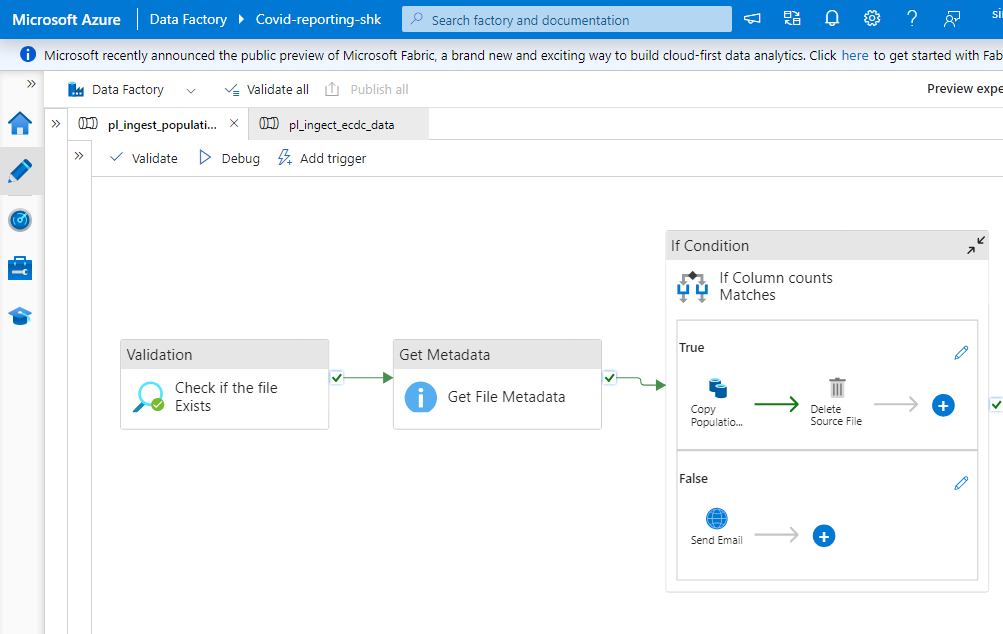 Microsoft Azure Data Factory Covid-reporting-shk Search factory and documentation
Microsoft recently announced the public preview of Microsoft Fabric, a brand new and exciting way to build cloud-first data analytics. Click here to get started with Fab
Data Factory Validate all Publish all Preview expe
pl_ingest_populati... pl_ingect_ecdc_data
Validate Debug Add trigger
If Condition
If Column counts
Matches
Validation
Check if the file
Exists
Get Metadata
Get File Metadata
True
Copy
Populatio...
Delete
Source File
False
Send Email